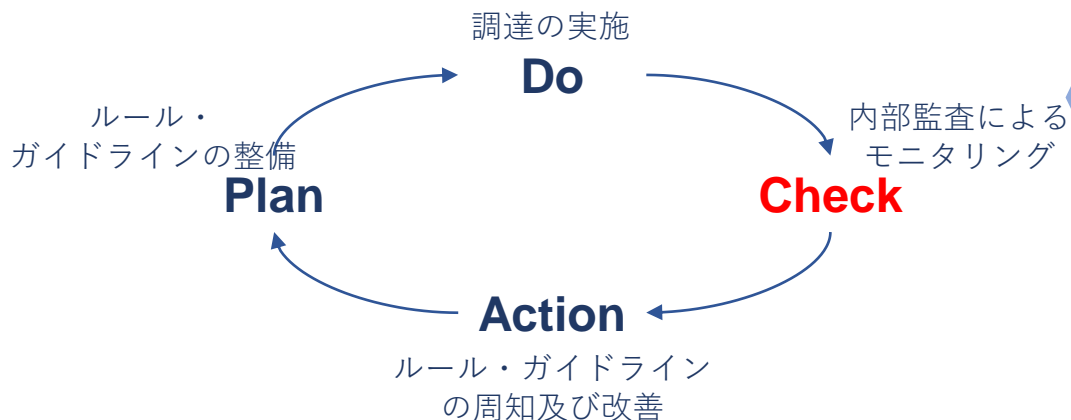 調達の実施
Do
ルール・
ガイドラインの整備
Plan
内部監査による
モニタリング
Check
Action
ルール・ガイドライン
の周知及び改善